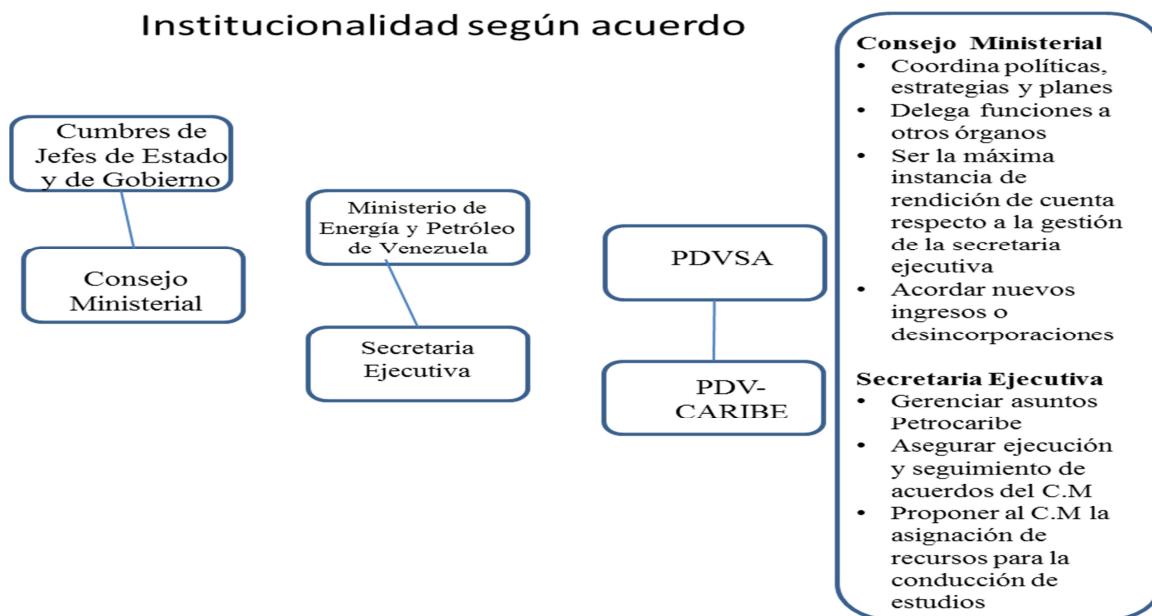 Institucionalidad según acuerdo
Cumbres de
Jefes de Estado
y de Gobierno
Consejo
Ministerial
Ministerio de
Energía y Petróleo
de Venezuela
Secretaria
Ejecutiva
PDVSA
PDV-
CARIBE
Consejo Ministerial
• Coordina políticas,
estrategias y planes
• Delega funciones a
otros órganos
• Ser la máxima
instancia de
rendición de cuenta
respecto a la gestión
de la secretaria
ejecutiva
• Acordar nuevos
ingresos o
desincorporaciones
Secretaria Ejecutiva
• Gerenciar asuntos
Petrocaribe
• Asegurar ejecución
y seguimiento de
acuerdos del C.M
• Proponer al C.M la
asignación de
recursos para la
conducción de
estudios